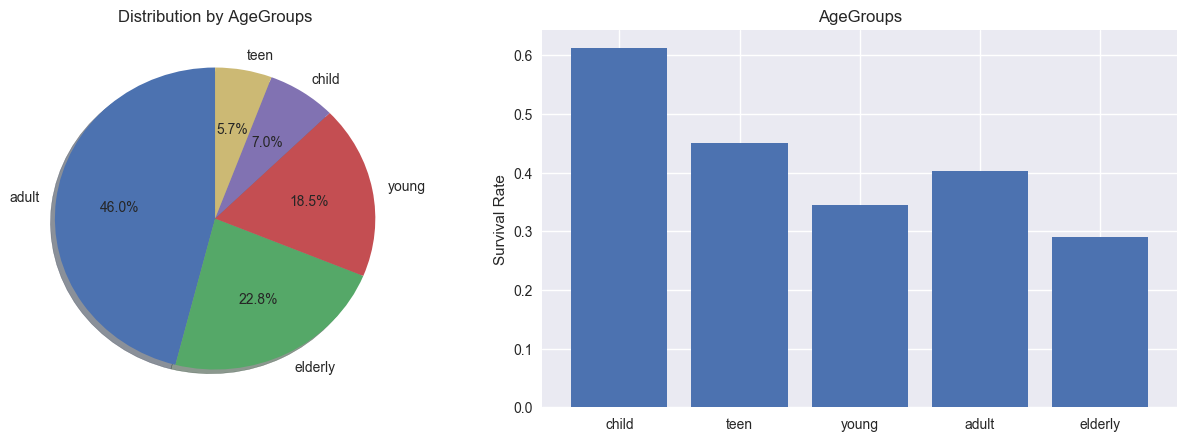 Distribution by AgeGroups
teen
child
5.7%
7.0%
young
adult
18.5%
46.0%
22.8%
elderly
AgeGroups
Survival Rate
0.6
0.5
0.4
0.3
0.2
0.1
0.0
child teen young adult elderly